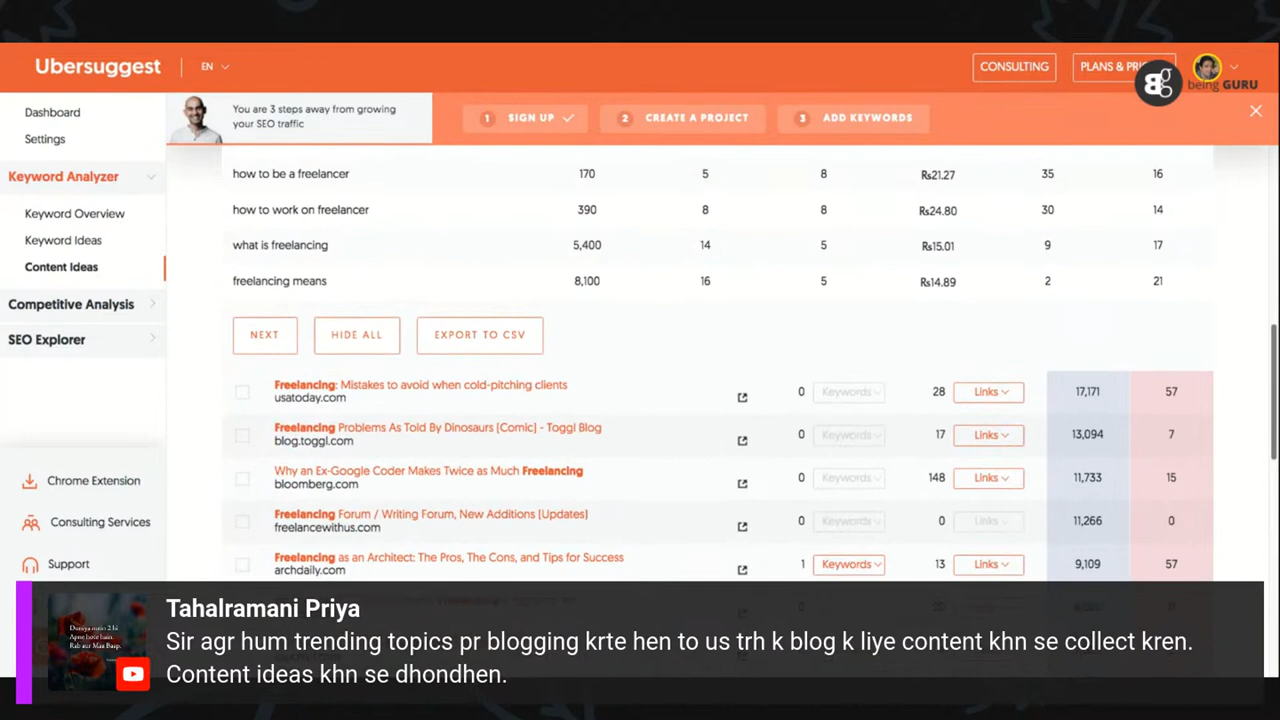 Ubersuggest
EN
CONSULTING
PLANS & PRI
being GURU
Dashboard
Settings
Keyword Analyzer
Keyword Overview
Keyword Ideas
Content Ideas
Competitive Analysis
SEO Explorer
Chrome Extension
Consulting Services
Support
You are 3 steps away from growing
your SEO traffic
1 SIGN UP
2 CREATE A PROJECT
3 ADD KEYWORDS
how to be a freelancer 170 5 8 Rs21.27 35 16
how to work on freelancer 390 8 8 Rs24.80 30 14
what is freelancing 5,400 14 5 Rs15.01 9 17
freelancing means 8,100 16 5 Rs14.89 2 21
NEXT HIDE ALL EXPORT TO CSV
Freelancing: Mistakes to avoid when cold-pitching clients
usatoday.com
0 Keywords 28 Links 17,171 57
Freelancing Problems As Told By Dinosaurs [Comic] - Toggl Blog
blog.toggl.com
0 Keywords 17 Links 13,094 7
Why an Ex-Google Coder Makes Twice as Much Freelancing
bloomberg.com
0 Keywords 148 Links 11,733 15
Freelancing Forum / Writing Forum, New Additions [Updates]
freelancewithus.com
0 Keywords 0 Links 11,266 0
Freelancing as an Architect: The Pros, The Cons, and Tips for Success
archdaily.com
1 Keywords 13 Links 9,109 57
Duniya mein 2 hi
Apne hote hain.
Rab aur Maa Baap.
Tahalramani Priya
Sir agr hum trending topics pr blogging krte hen to us trh k blog k liye content khn se collect kren.
Content ideas khn se dhondhen.